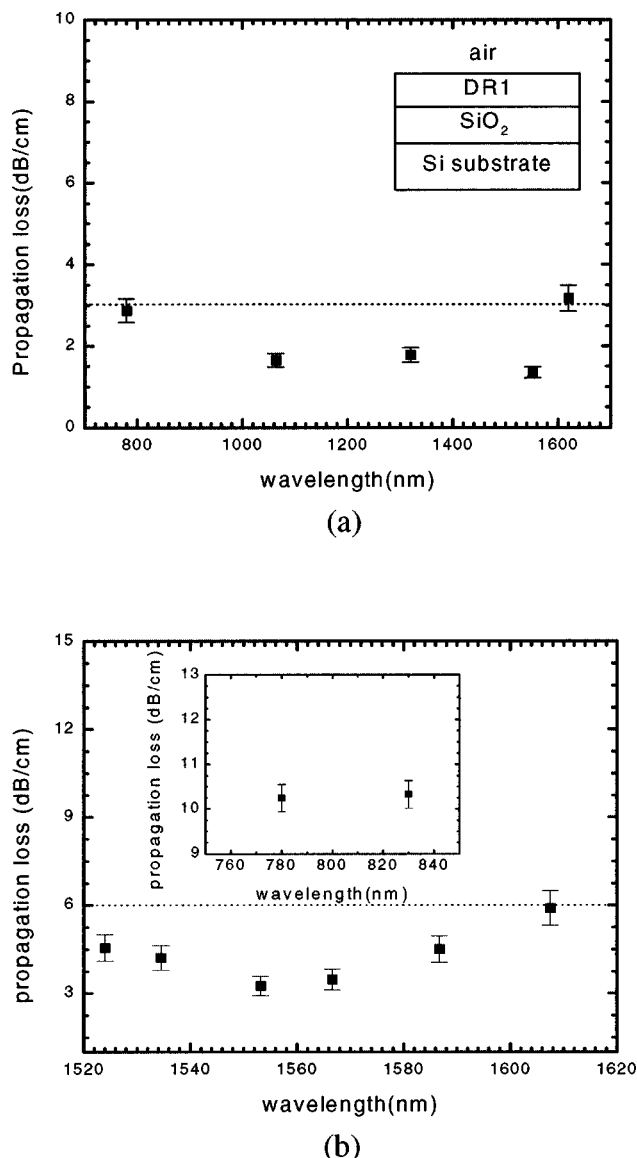 10
8
6
4
2
0
Propagation loss(dB/cm)
air
DR1
SiO₂
Si substrate
800 1000 1200 1400 1600
wavelength(nm)
(a)
15
12
9
6
3
propagation loss (dB/cm)
13
12
11
10
9
propagation loss (dB/cm)
760 780 800 820 840
wavelength(nm)
1520 1540 1560 1580 1600 1620
wavelength(nm)
(b)